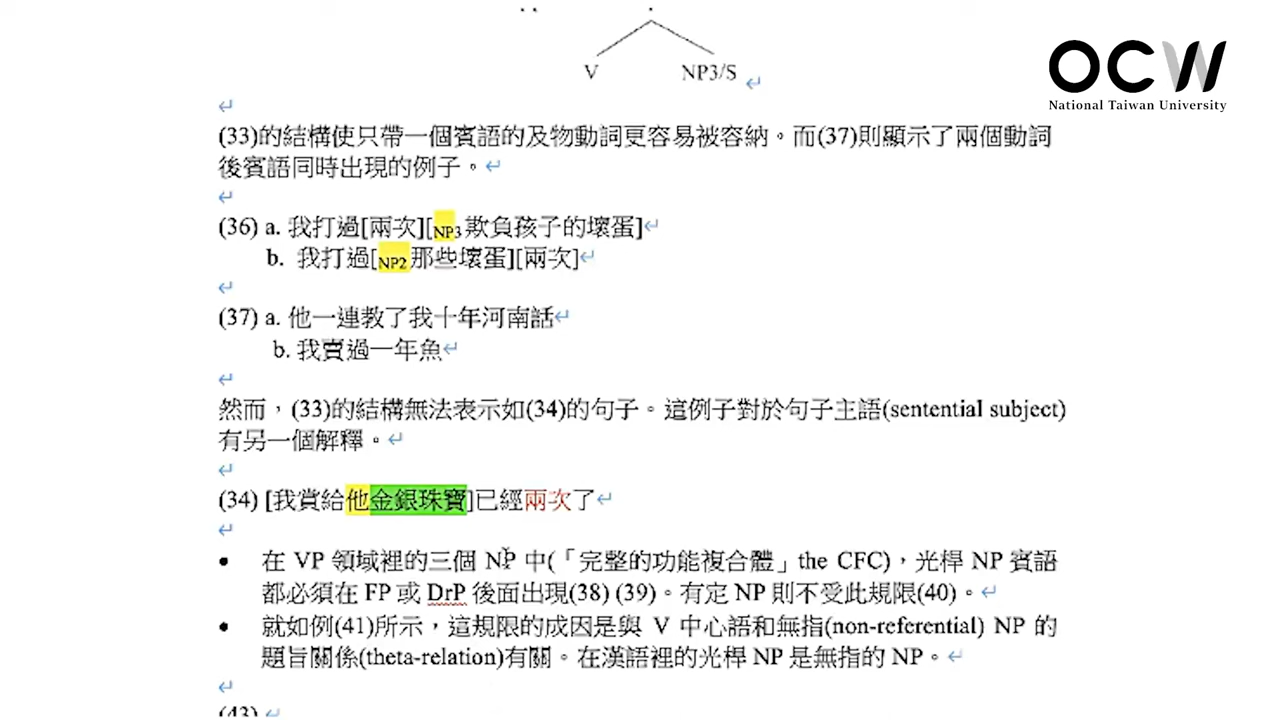 OCW
National Taiwan University
V NP3/S
(33)的結構使只帶一個賓語的及物動詞更容易被容納。而(37)則顯示了兩個動詞
後賓語同時出現的例子。
(36) a. 我打過[兩次][NP3 欺負孩子的壞蛋]
b. 我打過[NP2 那些壞蛋][兩次]
(37) a. 他一連教了我十年河南話
b. 我賣過一年魚
然而，(33)的結構無法表示如(34)的句子。這例子對於句子主語(sentential subject)
有另一個解釋。
(34) [我賞給他金銀珠寶]已經兩次了
• 在 VP 領域裡的三個 NP 中(「完整的功能複合體」the CFC)，光桿 NP 賓語
都必須在 FP 或 DrP 後面出現(38) (39)。有定 NP 則不受此規限(40)。
• 就如例(41)所示，這規限的成因是與 V 中心語和無指(non-referential) NP 的
題旨關係(theta-relation)有關。在漢語裡的光桿 NP 是無指的 NP。
(43)